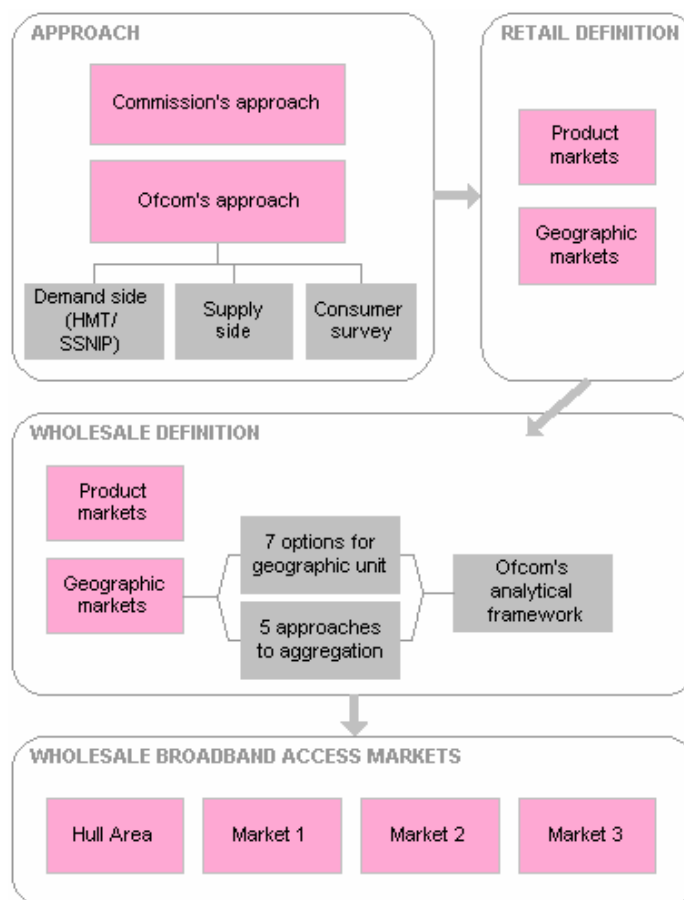 APPROACH
Commission's approach
Ofcom's approach
Demand side
(HMT/
SSNIP)
Supply
side
Consumer
survey
RETAIL DEFINITION
Product
markets
Geographic
markets
WHOLESALE DEFINITION
Product
markets
Geographic
markets
7 options for
geographic unit
5 approaches
to aggregation
Ofcom's
analytical
framework
WHOLESALE BROADBAND ACCESS MARKETS
Hull Area
Market 1
Market 2
Market 3